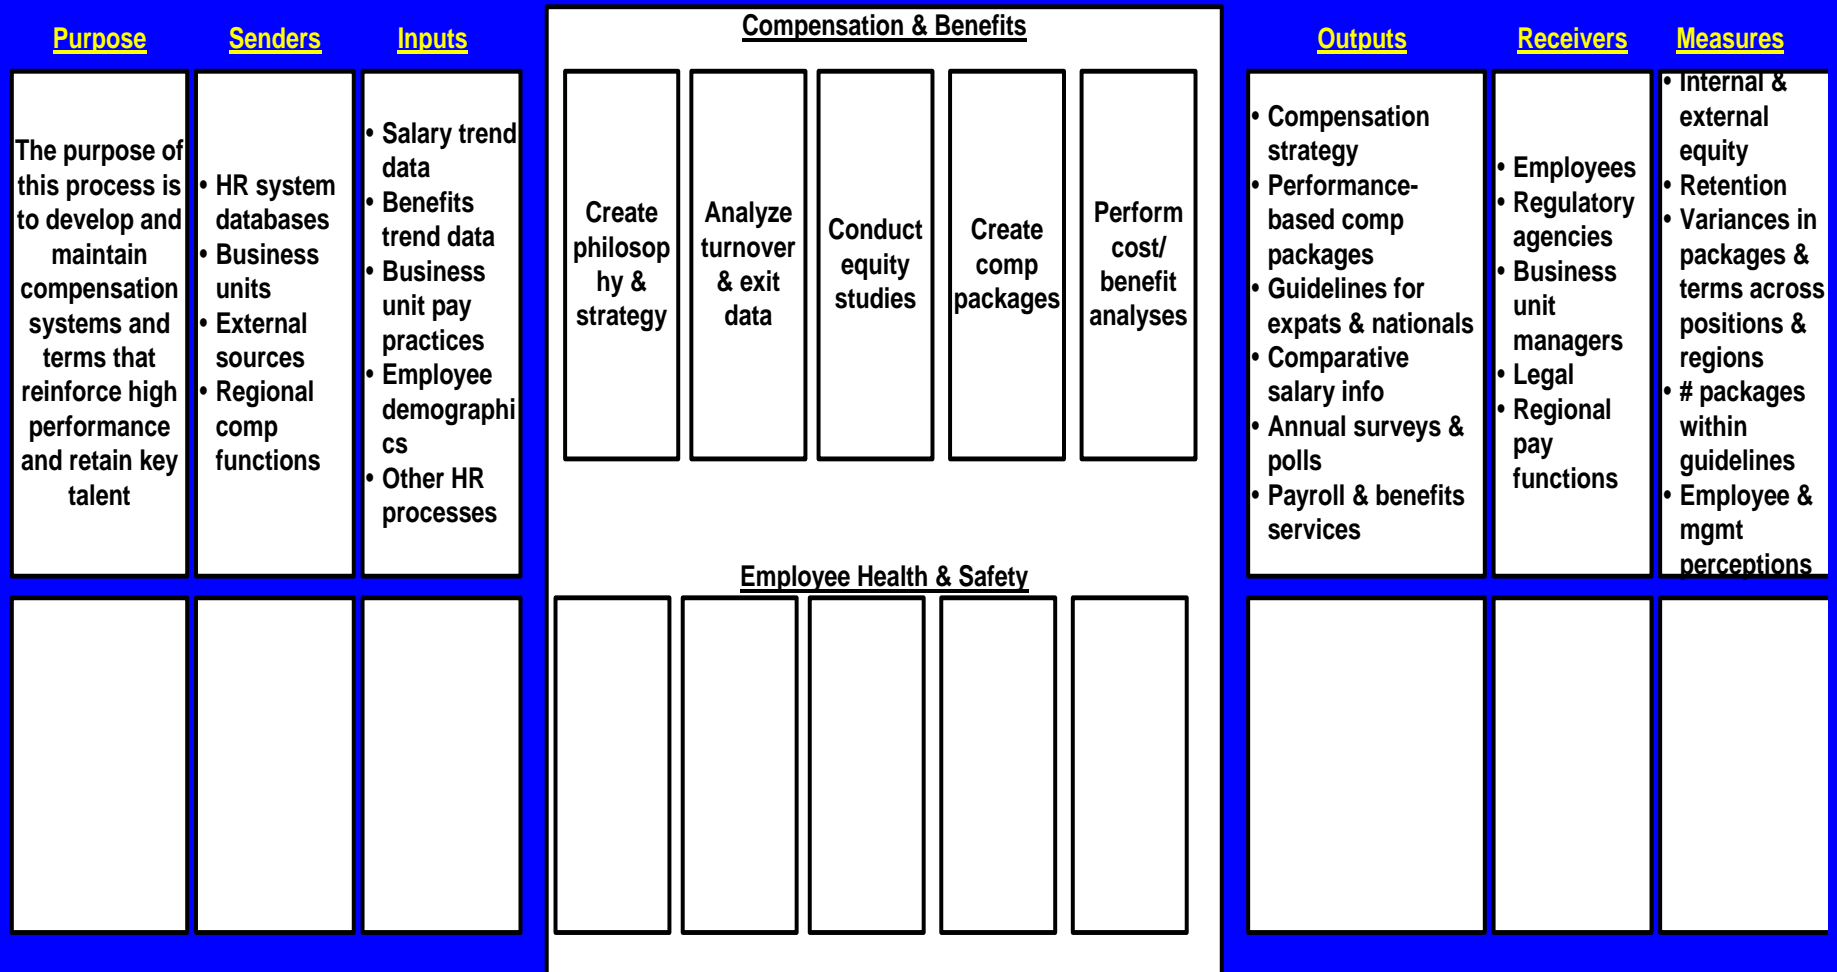 Purpose
Senders
Inputs
Compensation & Benefits
Outputs
Receivers
Measures
The purpose of
this process is
to develop and
maintain
compensation
systems and
terms that
reinforce high
performance
and retain key
talent
• HR system
databases
• Business
units
• External
sources
• Regional
comp
functions
• Salary trend
data
• Benefits
trend data
• Business
unit pay
practices
• Employee
demographi
cs
• Other HR
processes
Create
philosop
hy &
strategy
Analyze
turnover
& exit
data
Conduct
equity
studies
Create
comp
packages
Perform
cost/
benefit
analyses
• Compensation
strategy
• Performance-
based comp
packages
• Guidelines for
expats & nationals
• Comparative
salary info
• Annual surveys &
polls
• Payroll & benefits
services
• Employees
• Regulatory
agencies
• Business
unit
managers
• Legal
• Regional
pay
functions
• Internal &
external
equity
• Retention
• Variances in
packages &
terms across
positions &
regions
• # packages
within
guidelines
• Employee &
mgmt
perceptions
Employee Health & Safety